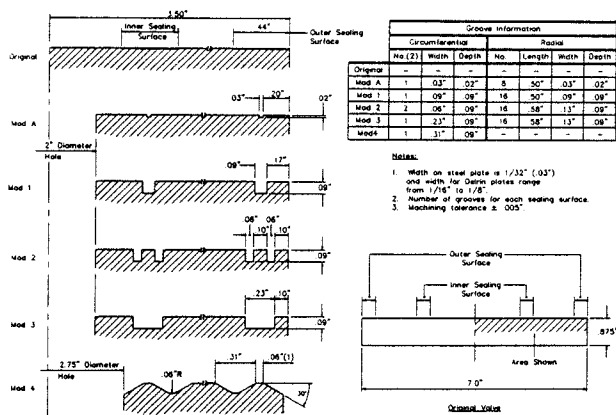 3.50"
Inner Sealing
Surface
.44"
Outer Sealing
Surface
Original
.03"
.20"
.02"
Mod A
2" Diameter
Hole
.09"
.17"
.09"
Mod 1
.06" .06"
.10" .10"
.09"
Mod 2
.23"
.10"
.09"
Mod 3
2.75" Diameter
Hole
.06"R
.31"
.06"(1)
30°
Mod 4
Groove Information
Circumferential Radial
No.(2) Width Depth No. Length Width Depth
Original - - - - - - -
Mod A 1 .03" .02" 8 .50" .03" .02"
Mod 1 1 .09" .09" 16 .50" .09" .09"
Mod 2 2 .06" .09" 16 .58" .13" .09"
Mod 3 1 .23" .09" 16 .58" .13" .09"
Mod4 1 .31" .09" - - - -
Notes:
1. Width on steel plate is 1/32" (.03")
and width for Delrin plates range
from 1/16" to 1/8".
2. Number of grooves for each sealing surface.
3. Machining tolerance ± .005".
Outer Sealing
Surface
Inner Sealing
Surface
.875"
Area Shown
7.0"
Original Valve